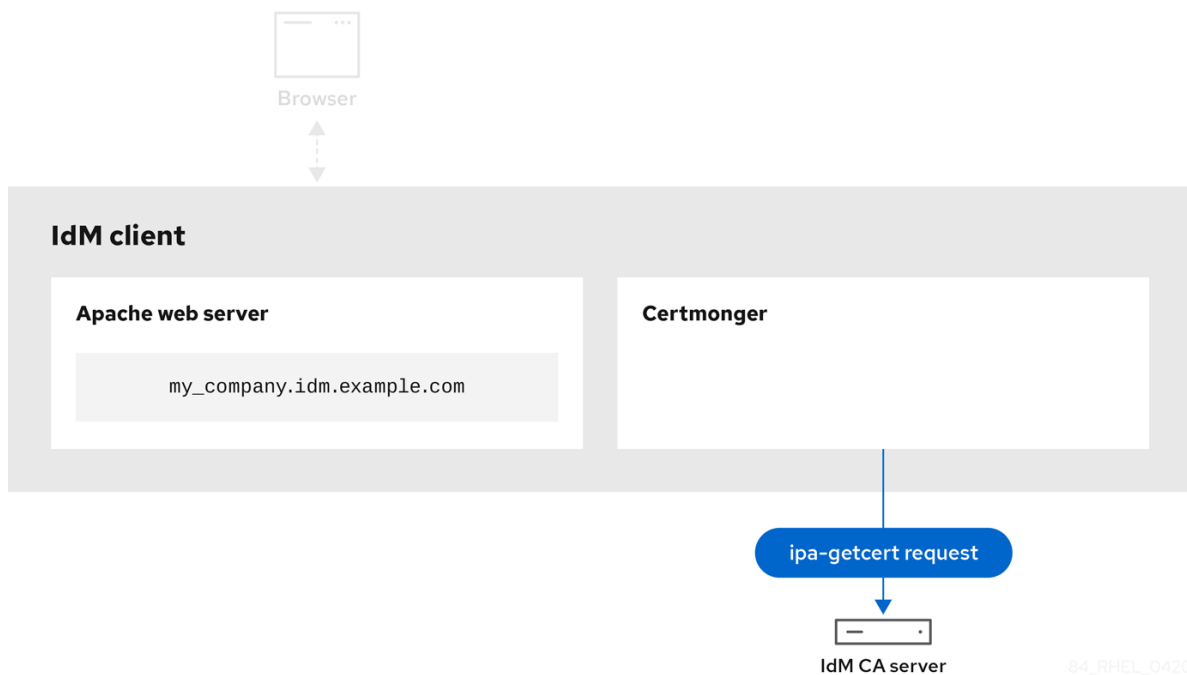 Browser
IdM client
Apache web server
Certmonger
my_company.idm.example.com
ipa-getcert request
IdM CA server
84_RHEL_0420